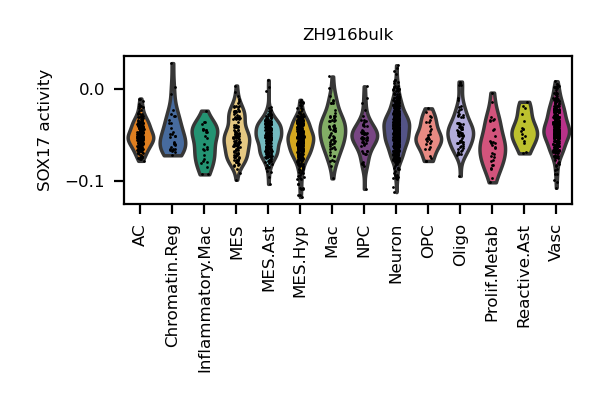 ZH916bulk
SOX17 activity
0.0
−0.1
AC
Chromatin.Reg
Inflammatory.Mac
MES
MES.Ast
MES.Hyp
Mac
NPC
Neuron
OPC
Oligo
Prolif.Metab
Reactive.Ast
Vasc